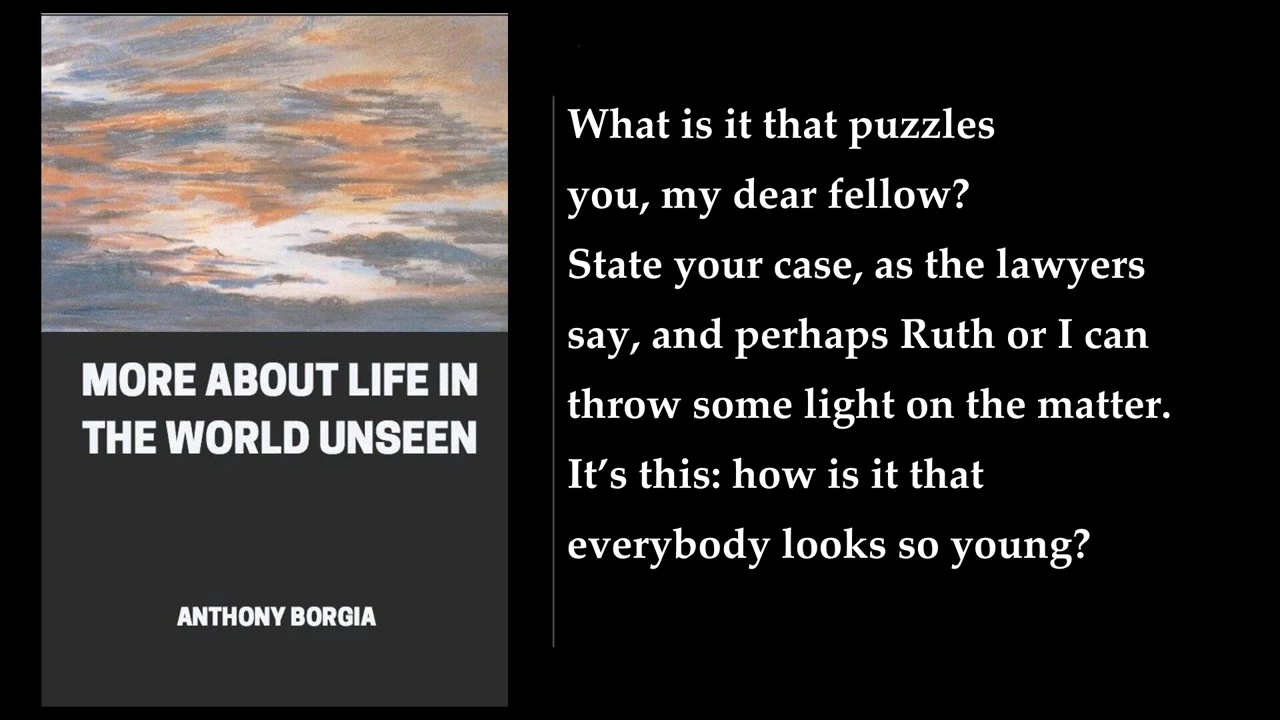 MORE ABOUT LIFE IN
THE WORLD UNSEEN
ANTHONY BORGIA
What is it that puzzles
you, my dear fellow?
State your case, as the lawyers
say, and perhaps Ruth or I can
throw some light on the matter.
It’s this: how is it that
everybody looks so young?